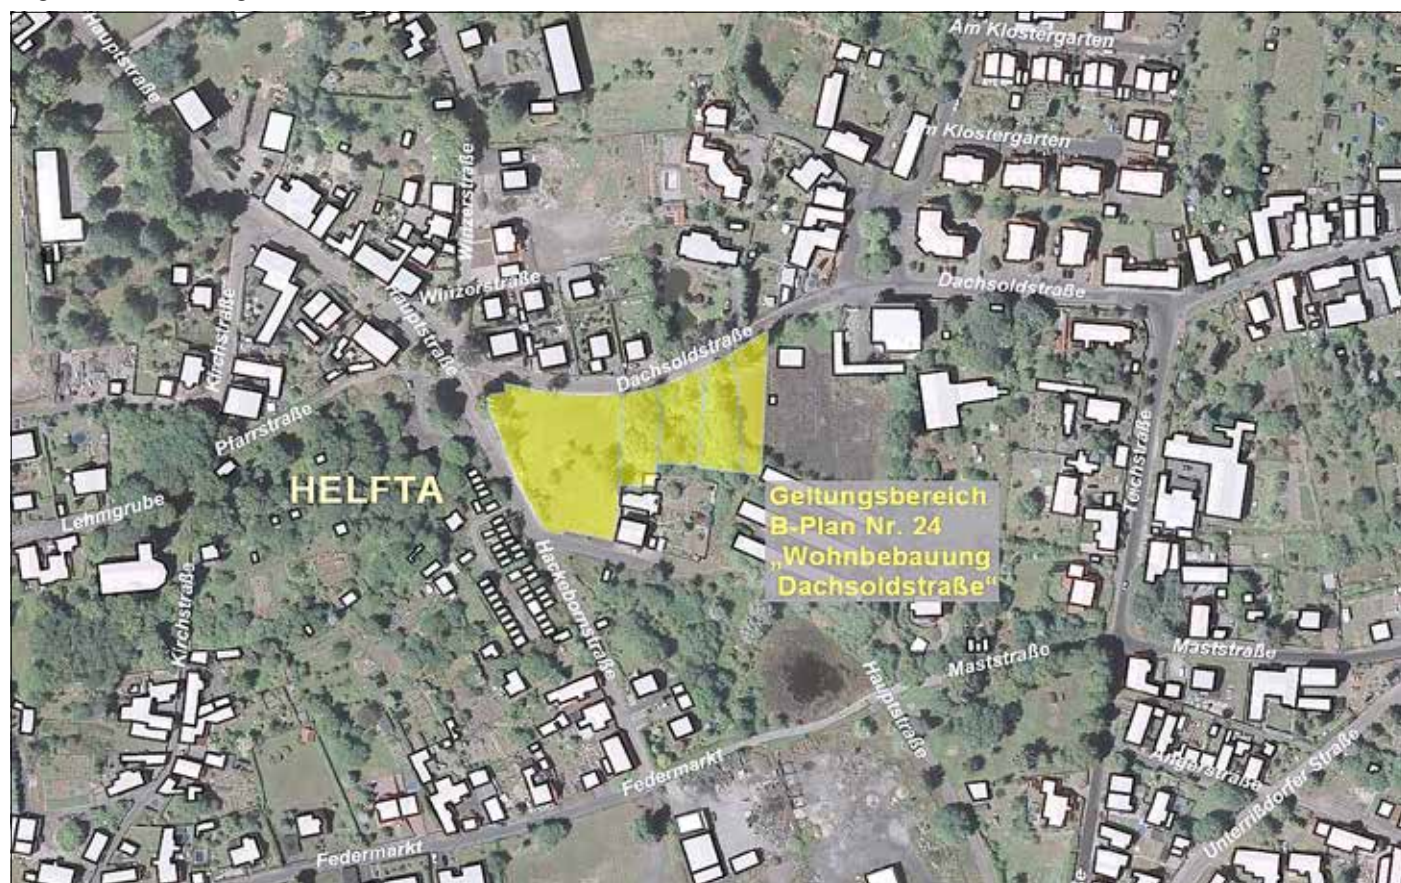 Hauptstraße
Am Klostergarten
Am Klostergarten
Winzerstraße
Winzerstraße
Dachsoldstraße
Hauptstraße
Kirchstraße
Dachsoldstraße
Pfarrstraße
Teichstraße
HELFTA
Lehmgrube
Geltungsbereich
B-Plan Nr. 24
„Wohnbebauung
Dachsoldstraße“
Hackebornstraße
Kirchstraße
Maststraße
Maststraße
Hauptstraße
Federmarkt
Angerstraße
Unterrißdorfer Straße
Federmarkt